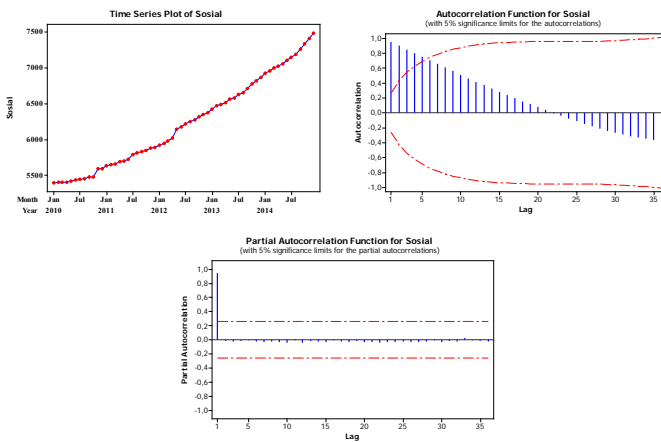 Time Series Plot of Sosial
7500
7000
6500
6000
5500
Sosial
Month Jan Jul Jan Jul Jan Jul Jan Jul Jan Jul
Year 2010 2011 2012 2013 2014
Autocorrelation Function for Sosial
(with 5% significance limits for the autocorrelations)
1,0
0,8
0,6
0,4
0,2
0,0
-0,2
-0,4
-0,6
-0,8
-1,0
Autocorrelation
1 5 10 15 20 25 30 35
Lag
Partial Autocorrelation Function for Sosial
(with 5% significance limits for the partial autocorrelations)
1,0
0,8
0,6
0,4
0,2
0,0
-0,2
-0,4
-0,6
-0,8
-1,0
Partial Autocorrelation
1 5 10 15 20 25 30 35
Lag